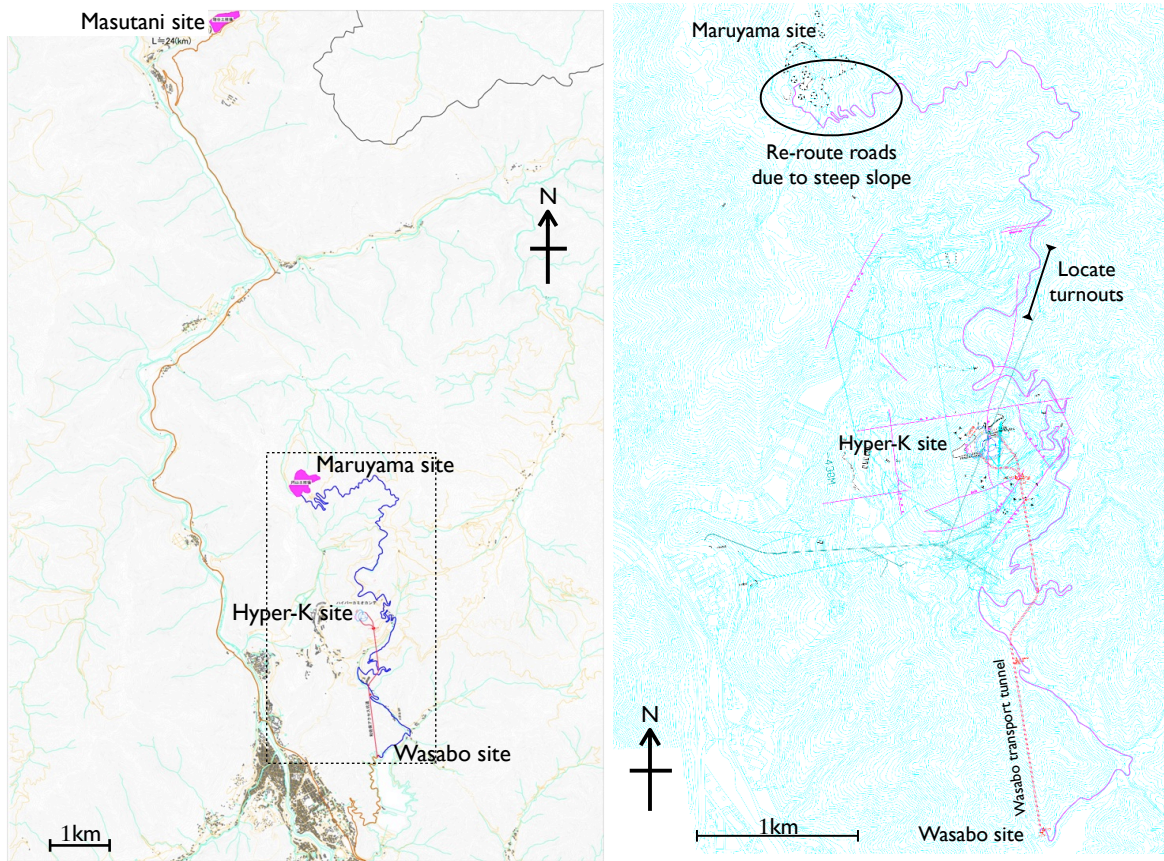 Masutani site
L≒24(km)
N
Maruyama site
Hyper-K site
Wasabo site
1km
Maruyama site
Re-route roads
due to steep slope
Locate
turnouts
Hyper-K site
Wasabo transport tunnel
N
1km
Wasabo site